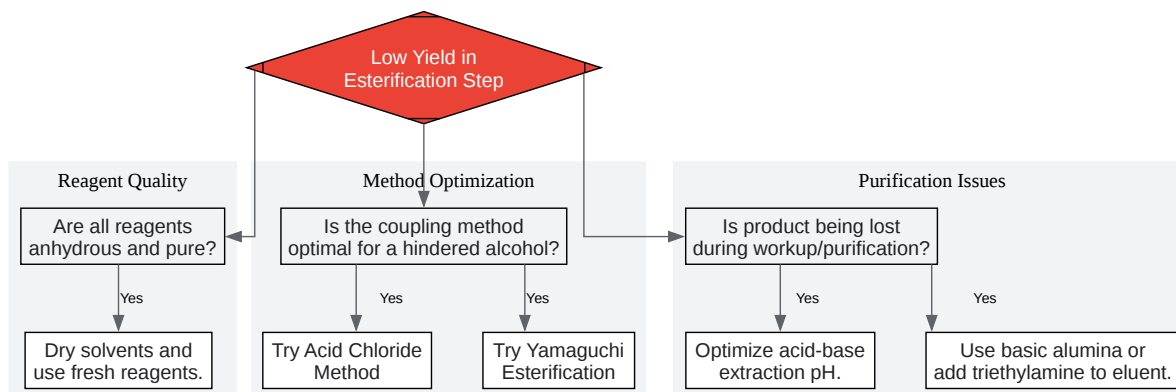 Low Yield in
Esterification Step
Reagent Quality
Method Optimization
Purification Issues
Are all reagents
anhydrous and pure?
Is the coupling method
optimal for a hindered alcohol?
Is product being lost
during workup/purification?
Yes
Yes
Yes
Yes
Yes
Dry solvents and
use fresh reagents.
Try Acid Chloride
Method
Try Yamaguchi
Esterification
Optimize acid-base
extraction pH.
Use basic alumina or
add triethylamine to eluent.